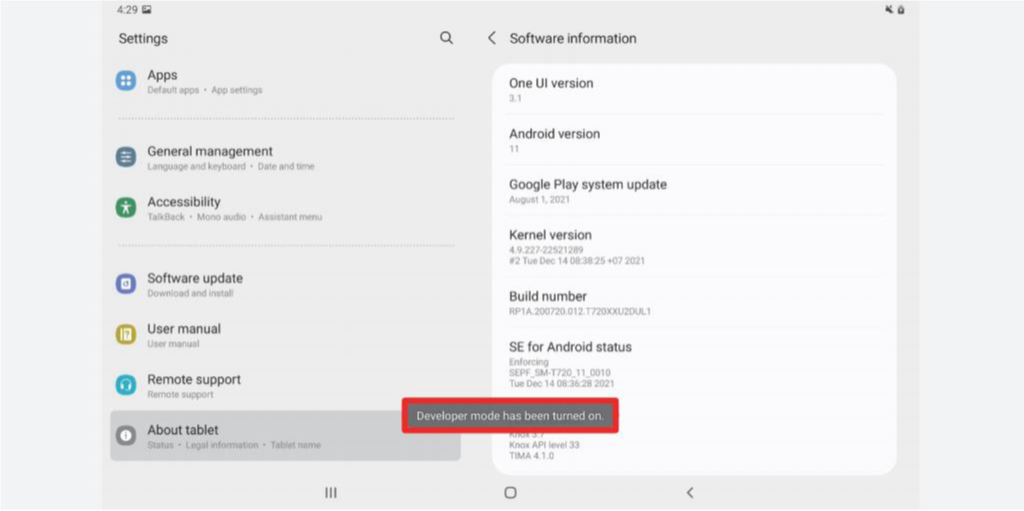 4:29
Settings
Apps
Default apps • App settings
General management
Language and keyboard • Date and time
Accessibility
TalkBack • Mono audio • Assistant menu
Software update
Download and install
User manual
User manual
Remote support
Remote support
About tablet
Status • Legal information • Tablet name
Software information
One UI version
3.1
Android version
11
Google Play system update
August 1, 2021
Kernel version
4.9.227-22521289
#2 Tue Dec 14 08:38:25 +07 2021
Build number
RP1A.200720.012.T720XXU2DUL1
SE for Android status
Enforcing
SEPF_SM-T720_11_0010
Tue Dec 14 08:36:28 2021
Developer mode has been turned on.
Knox 3.7
Knox API level 33
TIMA 4.1.0